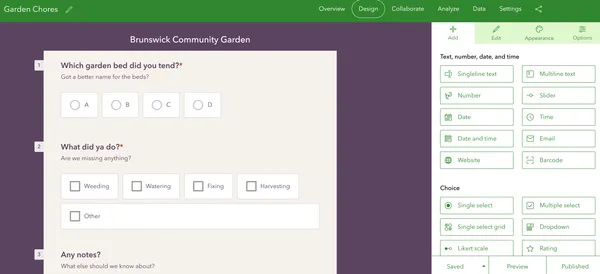 Garden Chores
Overview Design Collaborate Analyze Data Settings
Brunswick Community Garden
1
Which garden bed did you tend?*
Got a better name for the beds?
A B C D
2
What did ya do?*
Are we missing anything?
Weeding Watering Fixing Harvesting
Other
3
Any notes?
What else should we know about?
Add Edit Appearance Options
Text, number, date, and time
Singleline text Multiline text
Number Slider
Date Time
Date and time Email
Website Barcode
Choice
Single select Multiple select
Single select grid Dropdown
Likert scale Rating
Saved Preview Published